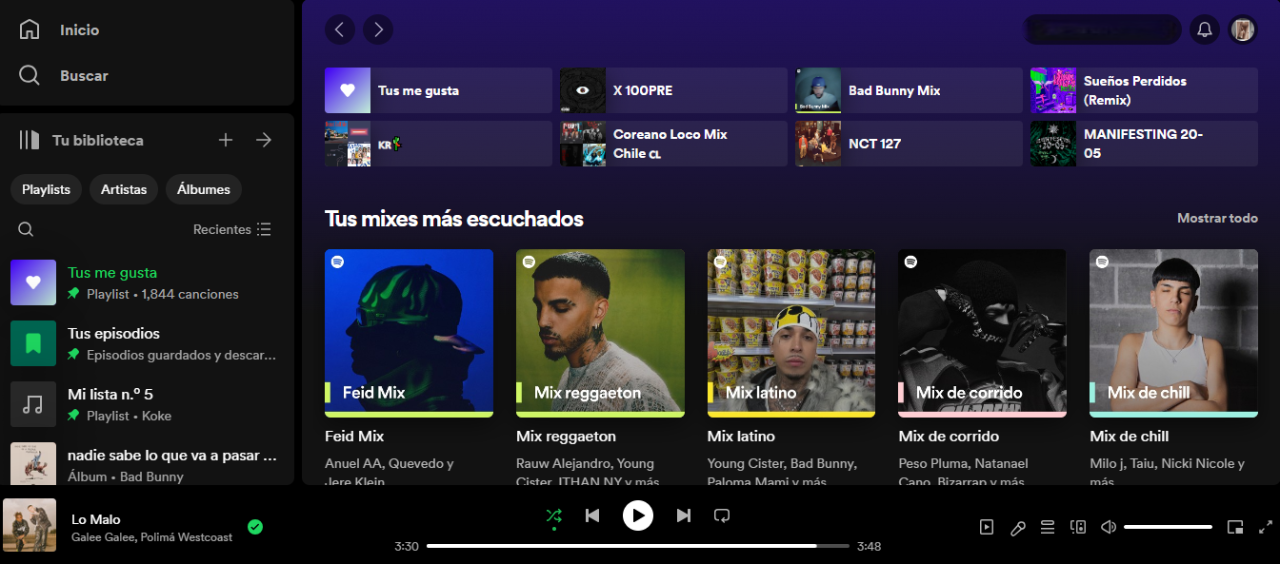 Inicio
Buscar
Tu biblioteca
Playlists
Artistas
Álbumes
Recientes
Tus me gusta
Playlist • 1,844 canciones
Tus episodios
Episodios guardados y descar...
Mi lista n.º 5
Playlist • Koke
nadie sabe lo que va a pasar ...
Álbum • Bad Bunny
Tus me gusta
X 100PRE
Bad Bunny Mix
Bad Bunny Mix
Sueños Perdidos
(Remix)
KR
Coreano Loco Mix
Chile CL
NCT 127
MANIFESTING 20-
05
Tus mixes más escuchados
Mostrar todo
Feid Mix
Mix reggaeton
Mix latino
Mix de corrido
Mix de chill
Feid Mix
Anuel AA, Quevedo y
Jere Klein
Mix reggaeton
Rauw Alejandro, Young
Cister, ITHAN NY y más
Mix latino
Young Cister, Bad Bunny,
Paloma Mami y más
Mix de corrido
Peso Pluma, Natanael
Cano, Bizarrap y más
Mix de chill
Milo j, Taiu, Nicki Nicole y
más
Lo Malo
Galee Galee, Polimá Westcoast
3:30
3:48